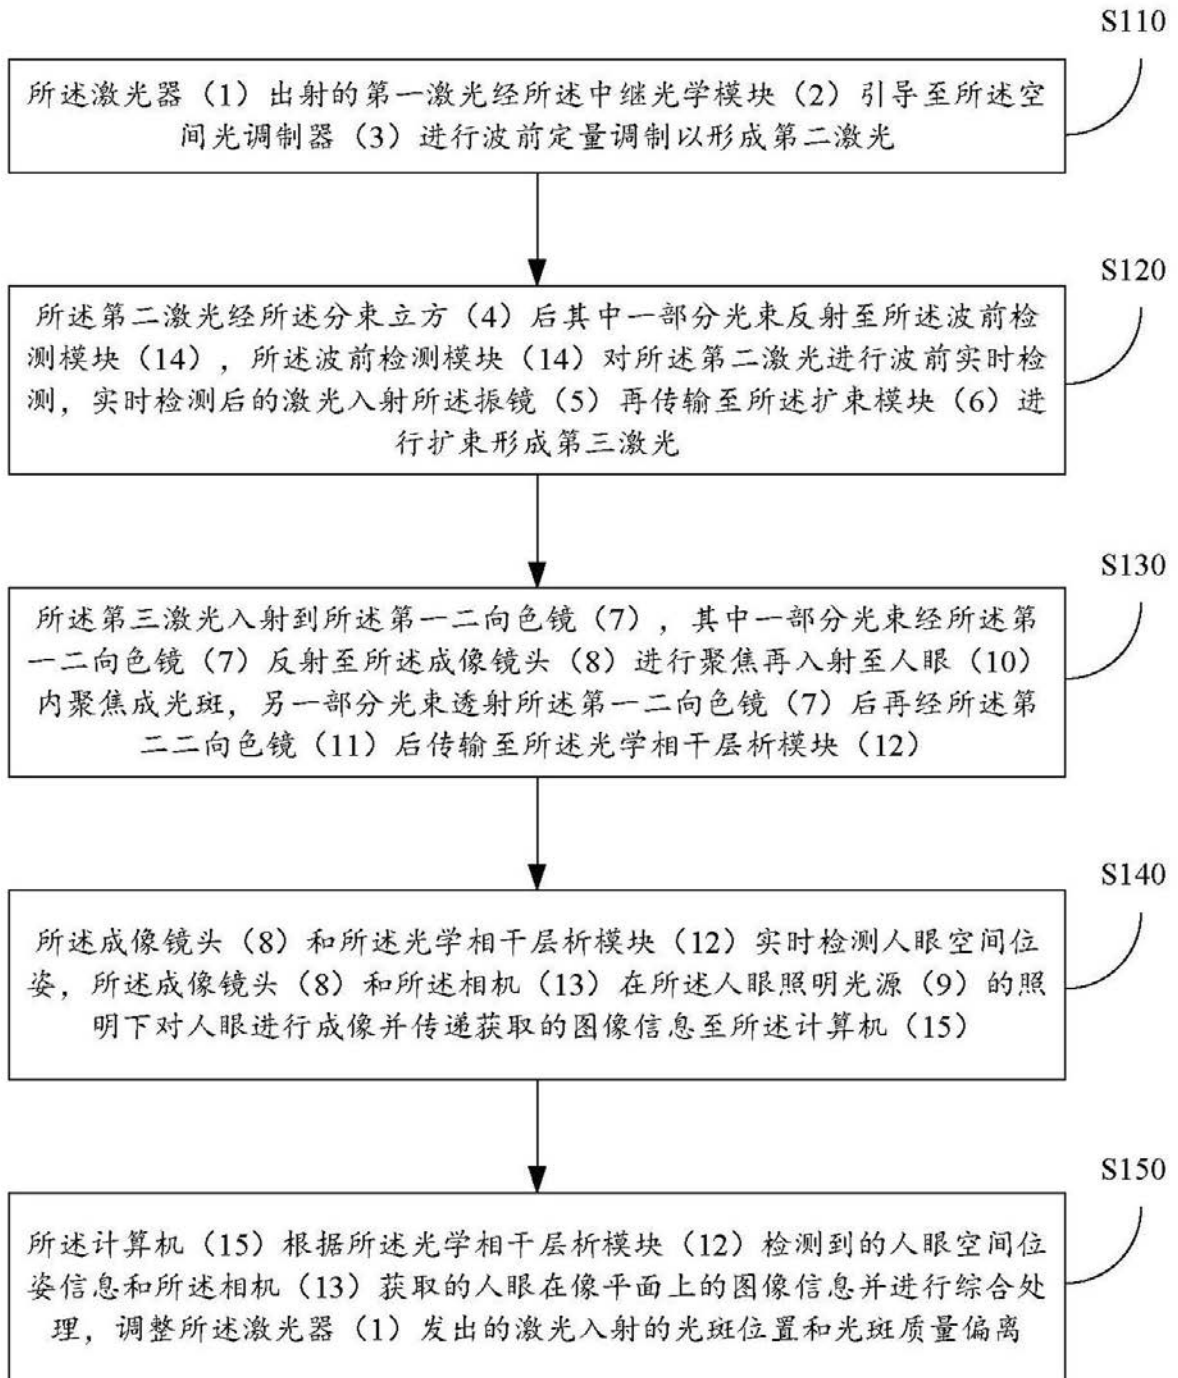 S110
所述激光器（1）出射的第一激光经所述中继光学模块（2）引导至所述空
间光调制器（3）进行波前定量调制以形成第二激光
S120
所述第二激光经所述分束立方（4）后其中一部分光束反射至所述波前检
测模块（14），所述波前检测模块（14）对所述第二激光进行波前实时检
测，实时检测后的激光入射所述振镜（5）再传输至所述扩束模块（6）进
行扩束形成第三激光
S130
所述第三激光入射到所述第一二向色镜（7），其中一部分光束经所述第
一二向色镜（7）反射至所述成像镜头（8）进行聚焦再入射至人眼（10）
内聚焦成光斑，另一部分光束透射所述第一二向色镜（7）后再经所述第
二二向色镜（11）后传输至所述光学相干层析模块（12）
S140
所述成像镜头（8）和所述光学相干层析模块（12）实时检测人眼空间位
姿，所述成像镜头（8）和所述相机（13）在所述人眼照明光源（9）的照
明下对人眼进行成像并传递获取的图像信息至所述计算机（15）
S150
所述计算机（15）根据所述光学相干层析模块（12）检测到的人眼空间位
姿信息和所述相机（13）获取的人眼在像平面上的图像信息并进行综合处
理，调整所述激光器（1）发出的激光入射的光斑位置和光斑质量偏离